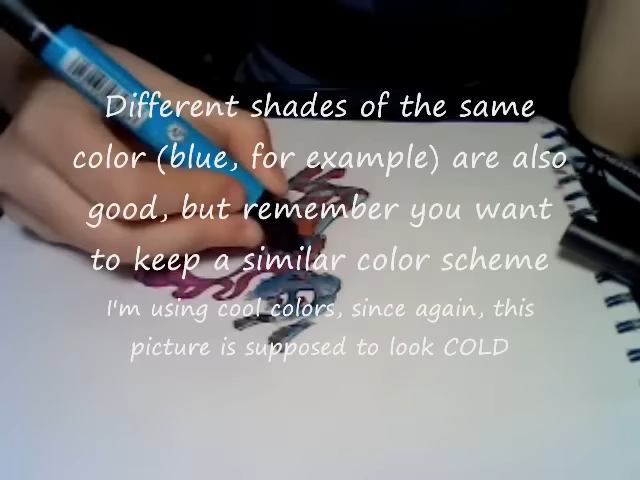 Different shades of the same
color (blue, for example) are also
good, but remember you want
to keep a similar color scheme
I'm using cool colors, since again, this
picture is supposed to look COLD